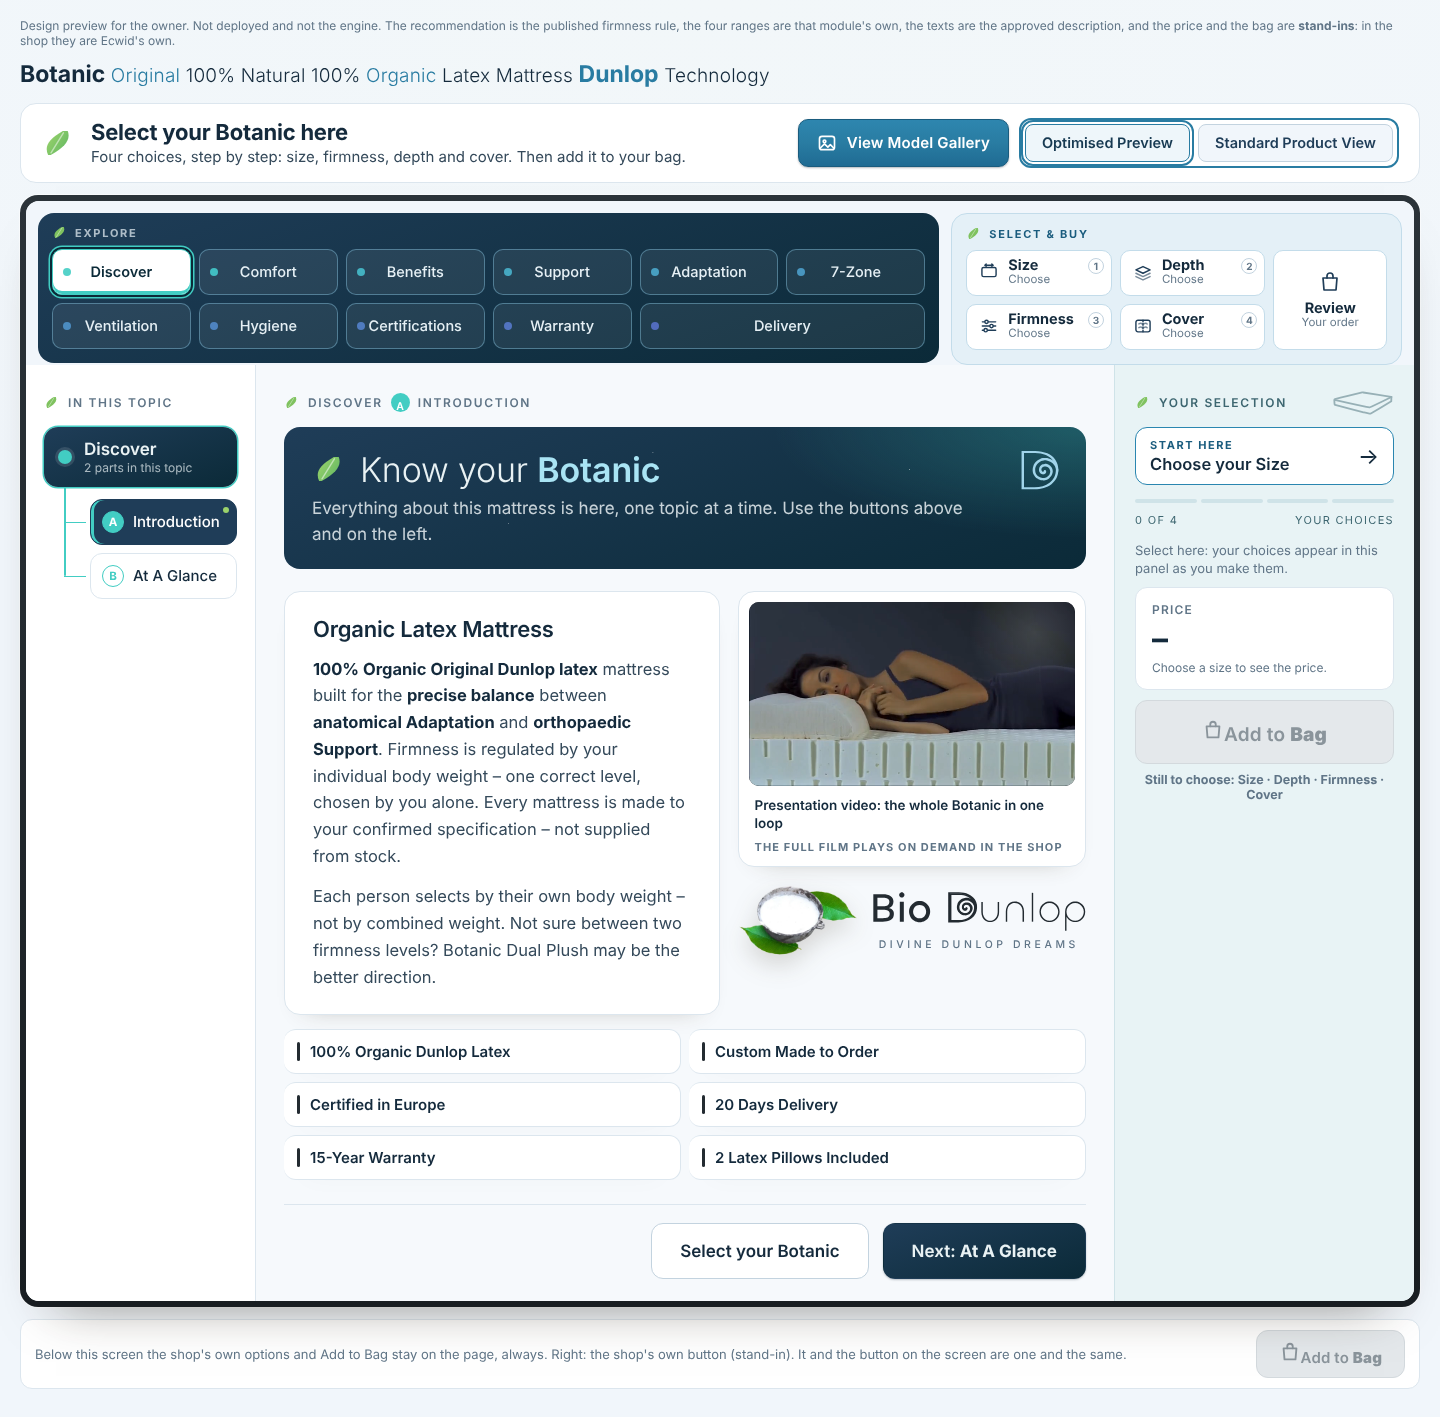 Design preview for the owner. Not deployed and not the engine. The recommendation is the published firmness rule, the four ranges are that module's own, the texts are the approved description, and the price and the bag are stand-ins: in the
shop they are Ecwid's own.
Botanic Original 100% Natural 100% Organic Latex Mattress Dunlop Technology
Select your Botanic here
Four choices, step by step: size, firmness, depth and cover. Then add it to your bag.
View Model Gallery
Optimised Preview
Standard Product View
EXPLORE
Discover
Comfort
Benefits
Support
Adaptation
7-Zone
Ventilation
Hygiene
Certifications
Warranty
Delivery
SELECT & BUY
Size
Choose
1
Depth
Choose
2
Firmness
Choose
3
Cover
Choose
4
Review
Your order
IN THIS TOPIC
Discover
2 parts in this topic
A Introduction
B At A Glance
DISCOVER A INTRODUCTION
Know your Botanic
Everything about this mattress is here, one topic at a time. Use the buttons above
and on the left.
Organic Latex Mattress
100% Organic Original Dunlop latex mattress
built for the precise balance between
anatomical Adaptation and orthopaedic
Support. Firmness is regulated by your
individual body weight – one correct level,
chosen by you alone. Every mattress is made to
your confirmed specification – not supplied
from stock.
Each person selects by their own body weight –
not by combined weight. Not sure between two
firmness levels? Botanic Dual Plush may be the
better direction.
Presentation video: the whole Botanic in one
loop
THE FULL FILM PLAYS ON DEMAND IN THE SHOP
Bio Dunlop
DIVINE DUNLOP DREAMS
100% Organic Dunlop Latex
Custom Made to Order
Certified in Europe
20 Days Delivery
15-Year Warranty
2 Latex Pillows Included
Select your Botanic
Next: At A Glance
YOUR SELECTION
START HERE
Choose your Size
0 OF 4
YOUR CHOICES
Select here: your choices appear in this
panel as you make them.
PRICE
–
Choose a size to see the price.
Add to Bag
Still to choose: Size · Depth · Firmness ·
Cover
Below this screen the shop's own options and Add to Bag stay on the page, always. Right: the shop's own button (stand-in). It and the button on the screen are one and the same.
Add to Bag